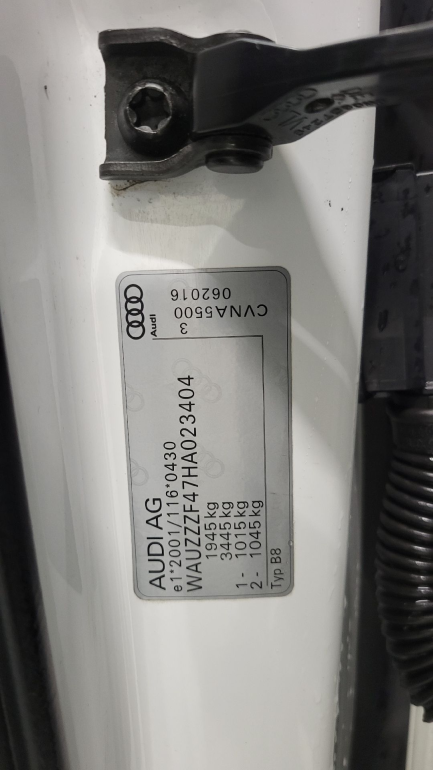 Audi
AUDI AG
e1*2001/116*0430
WAUZZZF47HA023404
1945 kg
3445 kg
1 - 1015 kg
2 - 1045 kg
Typ B8
3
CVNA5500
062016